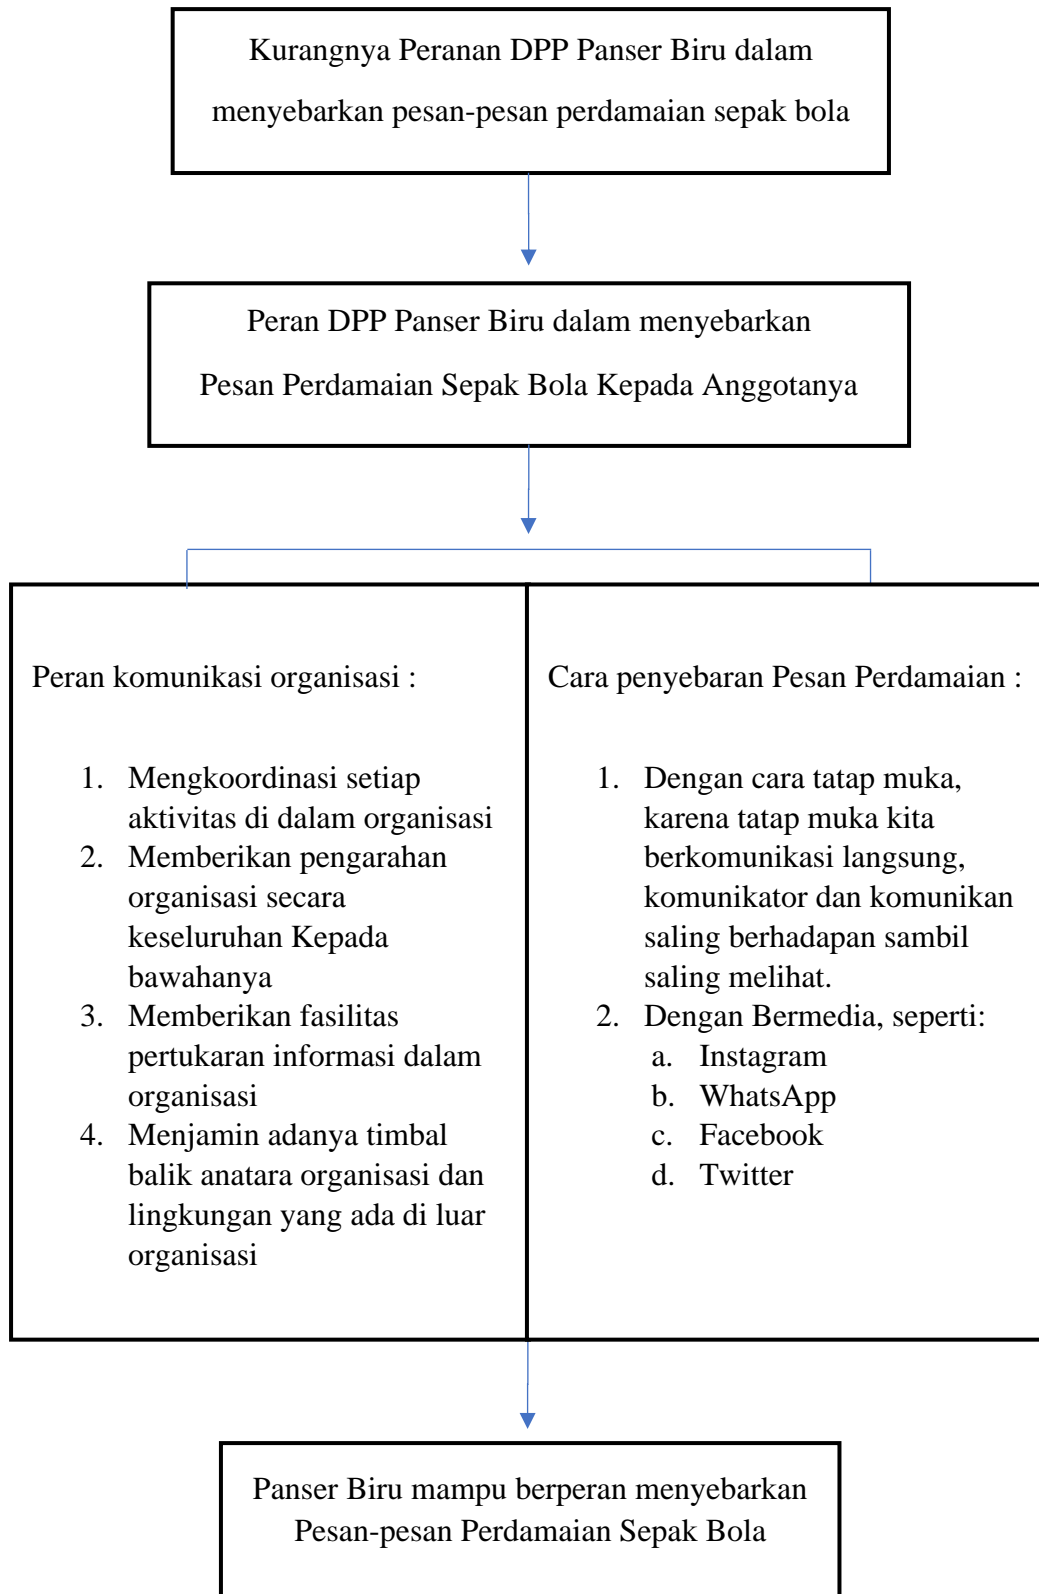 Kurangnya Peranan DPP Panser Biru dalam
menyebarkan pesan-pesan perdamaian sepak bola
Peran DPP Panser Biru dalam menyebarkan
Pesan Perdamaian Sepak Bola Kepada Anggotanya
Peran komunikasi organisasi :
1. Mengkoordinasi setiap
aktivitas di dalam organisasi
2. Memberikan pengarahan
organisasi secara
keseluruhan Kepada
bawahanya
3. Memberikan fasilitas
pertukaran informasi dalam
organisasi
4. Menjamin adanya timbal
balik anatara organisasi dan
lingkungan yang ada di luar
organisasi
Cara penyebaran Pesan Perdamaian :
1. Dengan cara tatap muka,
karena tatap muka kita
berkomunikasi langsung,
komunikator dan komunikan
saling berhadapan sambil
saling melihat.
2. Dengan Bermedia, seperti:
a. Instagram
b. WhatsApp
c. Facebook
d. Twitter
Panser Biru mampu berperan menyebarkan
Pesan-pesan Perdamaian Sepak Bola